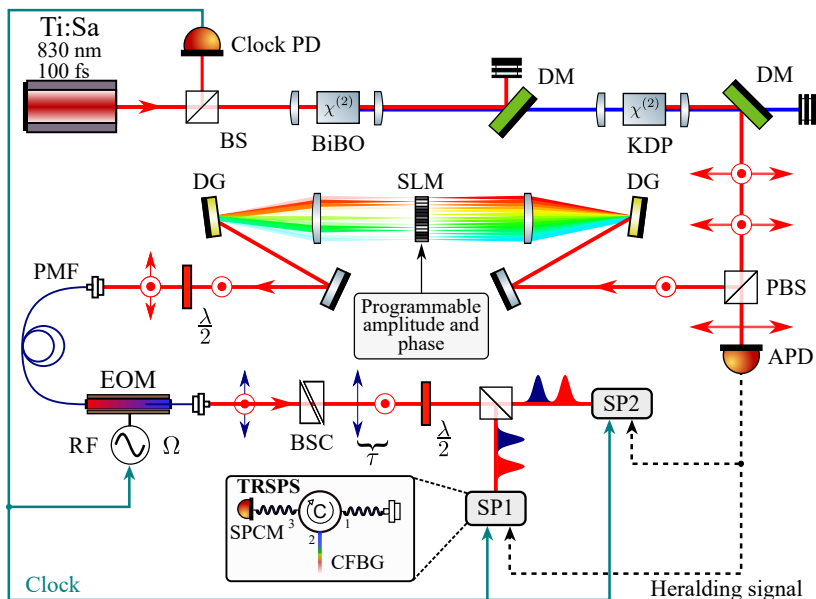 Ti:Sa
830 nm
100 fs
Clock PD
BS
χ⁽²⁾
BiBO
DM
χ⁽²⁾
KDP
DM
DG
SLM
DG
PMF
λ/2
Programmable
amplitude and
phase
PBS
APD
EOM
RF
Ω
BSC
τ
λ/2
SP2
TRSPS
SPCM
3
C
1
2
CFBG
SP1
Clock
Heralding signal